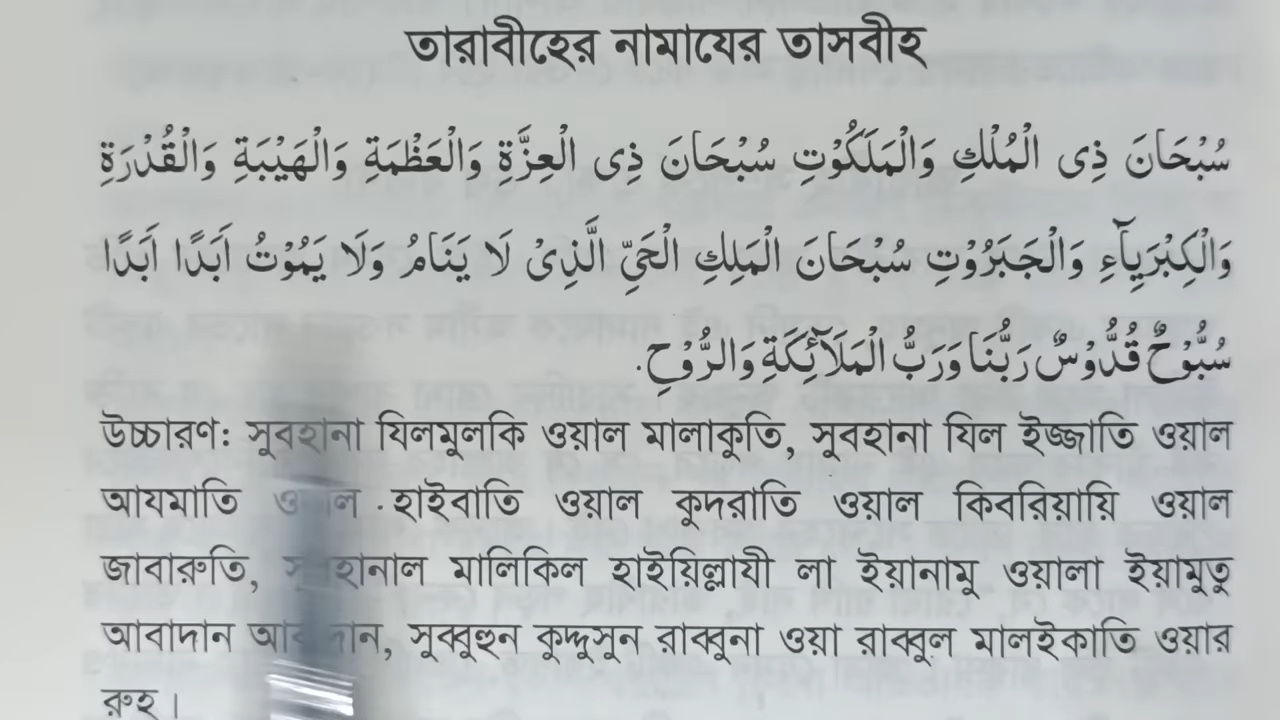 তারাবীহের নামাযের তাসবীহ
سُبْحَانَ ذِى الْمُلْكِ وَالْمَلَكُوْتِ سُبْحَانَ ذِى الْعِزَّةِ وَالْعَظْمَةِ وَالْهَيْبَةِ وَالْقُدْرَةِ
وَالْكِبْرِيَآءِ وَالْجَبَرُوْتِ سُبْحَانَ الْمَلِكِ الْحَىِّ الَّذِىْ لَا يَنَامُ وَلَا يَمُوْتُ اَبَدًا اَبَدًا
سُبُّوْحٌ قُدُّوْسٌ رَبُّنَا وَرَبُّ الْمَلَآئِكَةِ وَالرُّوْحِ.
উচ্চারণ: সুবহানা যিলমুলকি ওয়াল মালাকুতি, সুবহানা যিল ইজ্জাতি ওয়াল
আযমাতি ওয়াল হাইবাতি ওয়াল কুদরাতি ওয়াল কিবরিয়ায়ি ওয়াল
জাবারুতি, মালিকিল হাইয়িল্লাযী লা ইয়ানামু ওয়ালা ইয়ামুতু
আবাদান সুব্বুহুন কুদ্দুসুন রাব্বুনা ওয়া রাব্বুল মালইকাতি ওয়ার
রুহ।